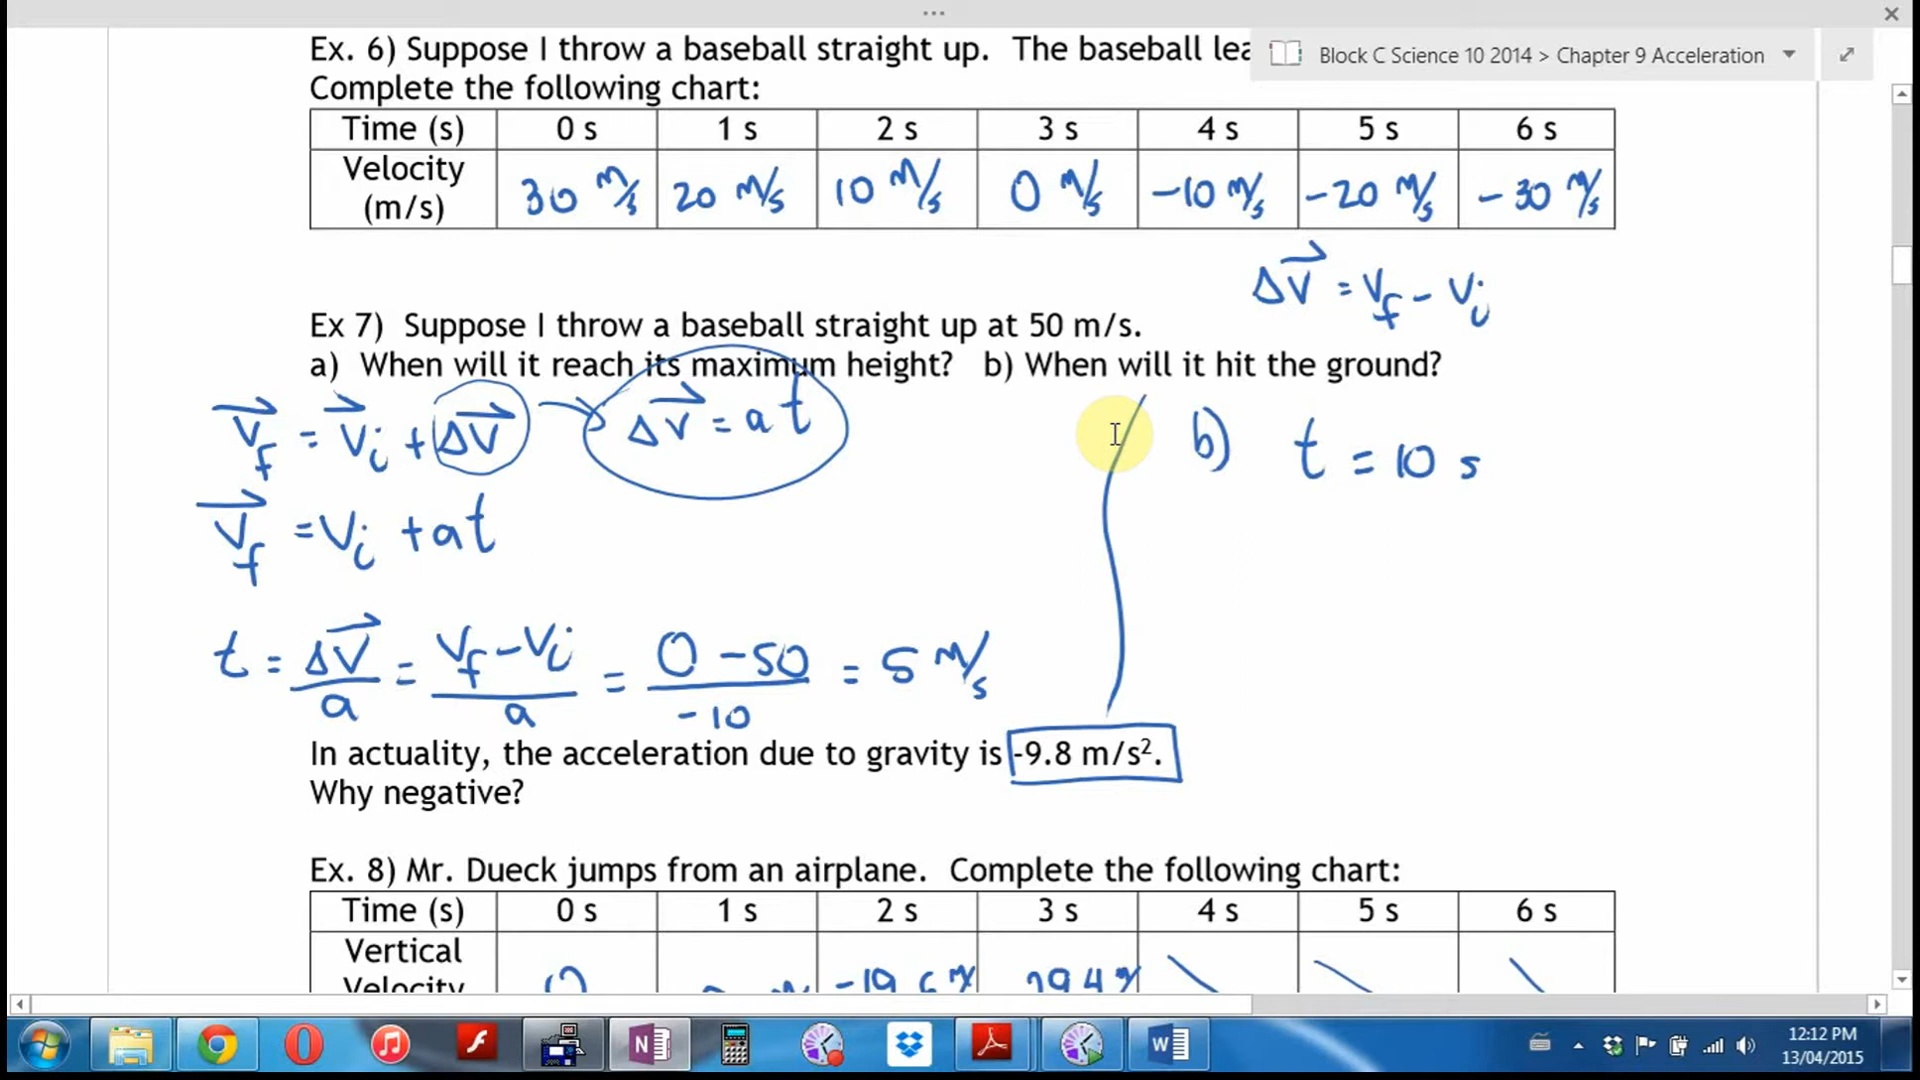 Ex. 6) Suppose I throw a baseball straight up. The baseball lea
Block C Science 10 2014 > Chapter 9 Acceleration
Complete the following chart:
Time (s) 0 s 1 s 2 s 3 s 4 s 5 s 6 s
Velocity
(m/s) 30 m/s 20 m/s 10 m/s 0 m/s -10 m/s -20 m/s -30 m/s
Δv = vf - vi
Ex 7) Suppose I throw a baseball straight up at 50 m/s.
a) When will it reach its maximum height? b) When will it hit the ground?
vf = vi + Δv → Δv = at
b) t = 10 s
vf = vi + at
t = Δv/a = vf - vi/a = 0 - 50/-10 = 5 m/s
In actuality, the acceleration due to gravity is -9.8 m/s².
Why negative?
Ex. 8) Mr. Dueck jumps from an airplane. Complete the following chart:
Time (s) 0 s 1 s 2 s 3 s 4 s 5 s 6 s
Vertical
Velocity
12:12 PM
13/04/2015